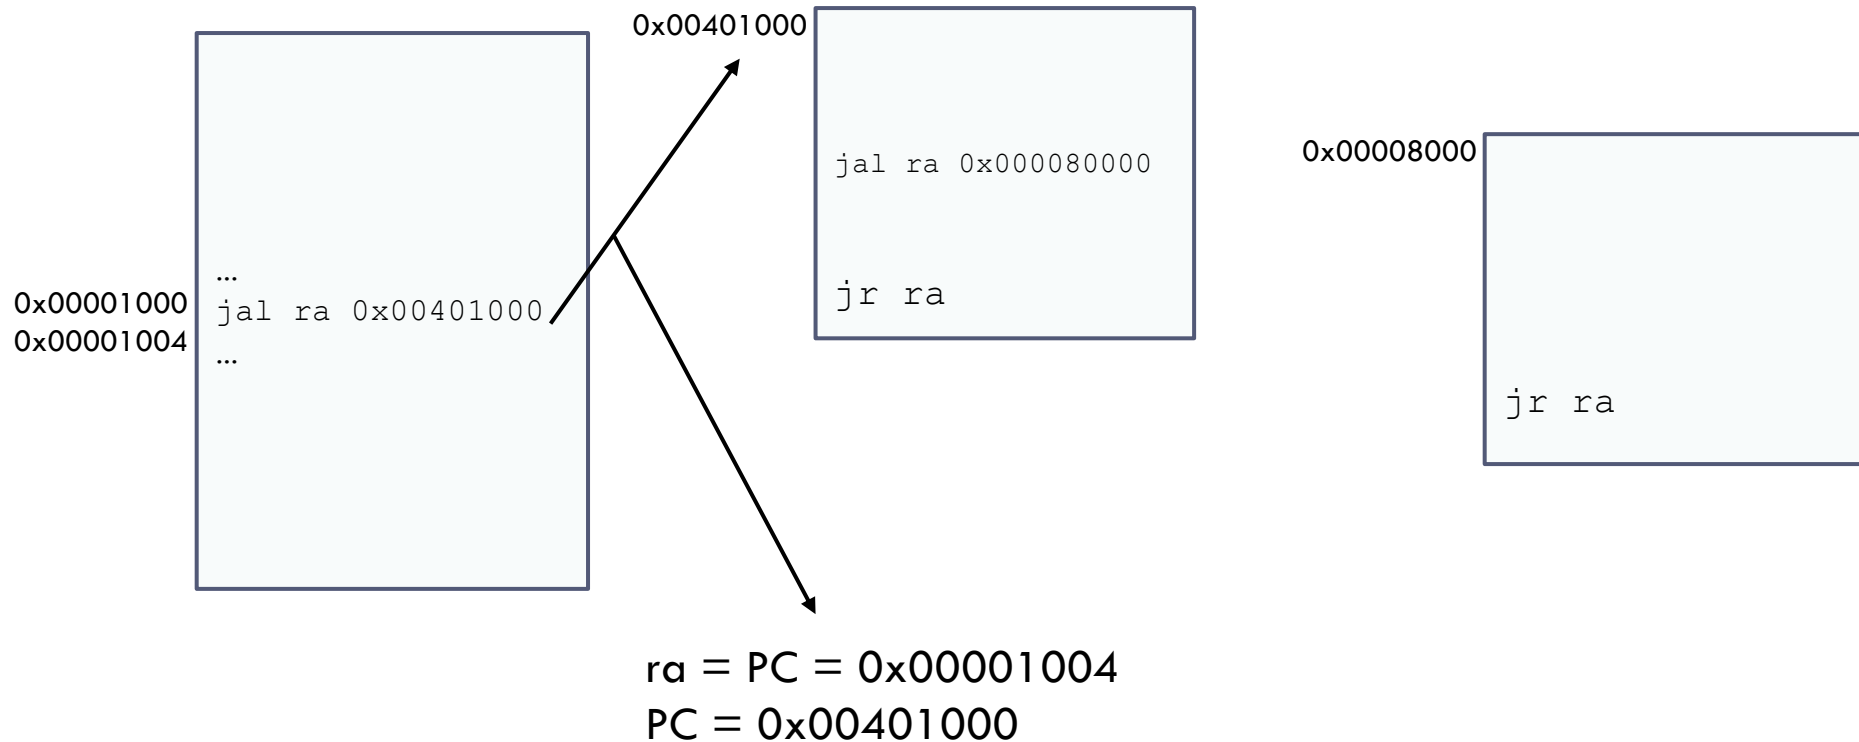 0x00001000
0x00001004
...
jal ra 0x00401000
...
0x00401000
jal ra 0x000080000
jr ra
0x00008000
jr ra
ra = PC = 0x00001004
PC = 0x00401000